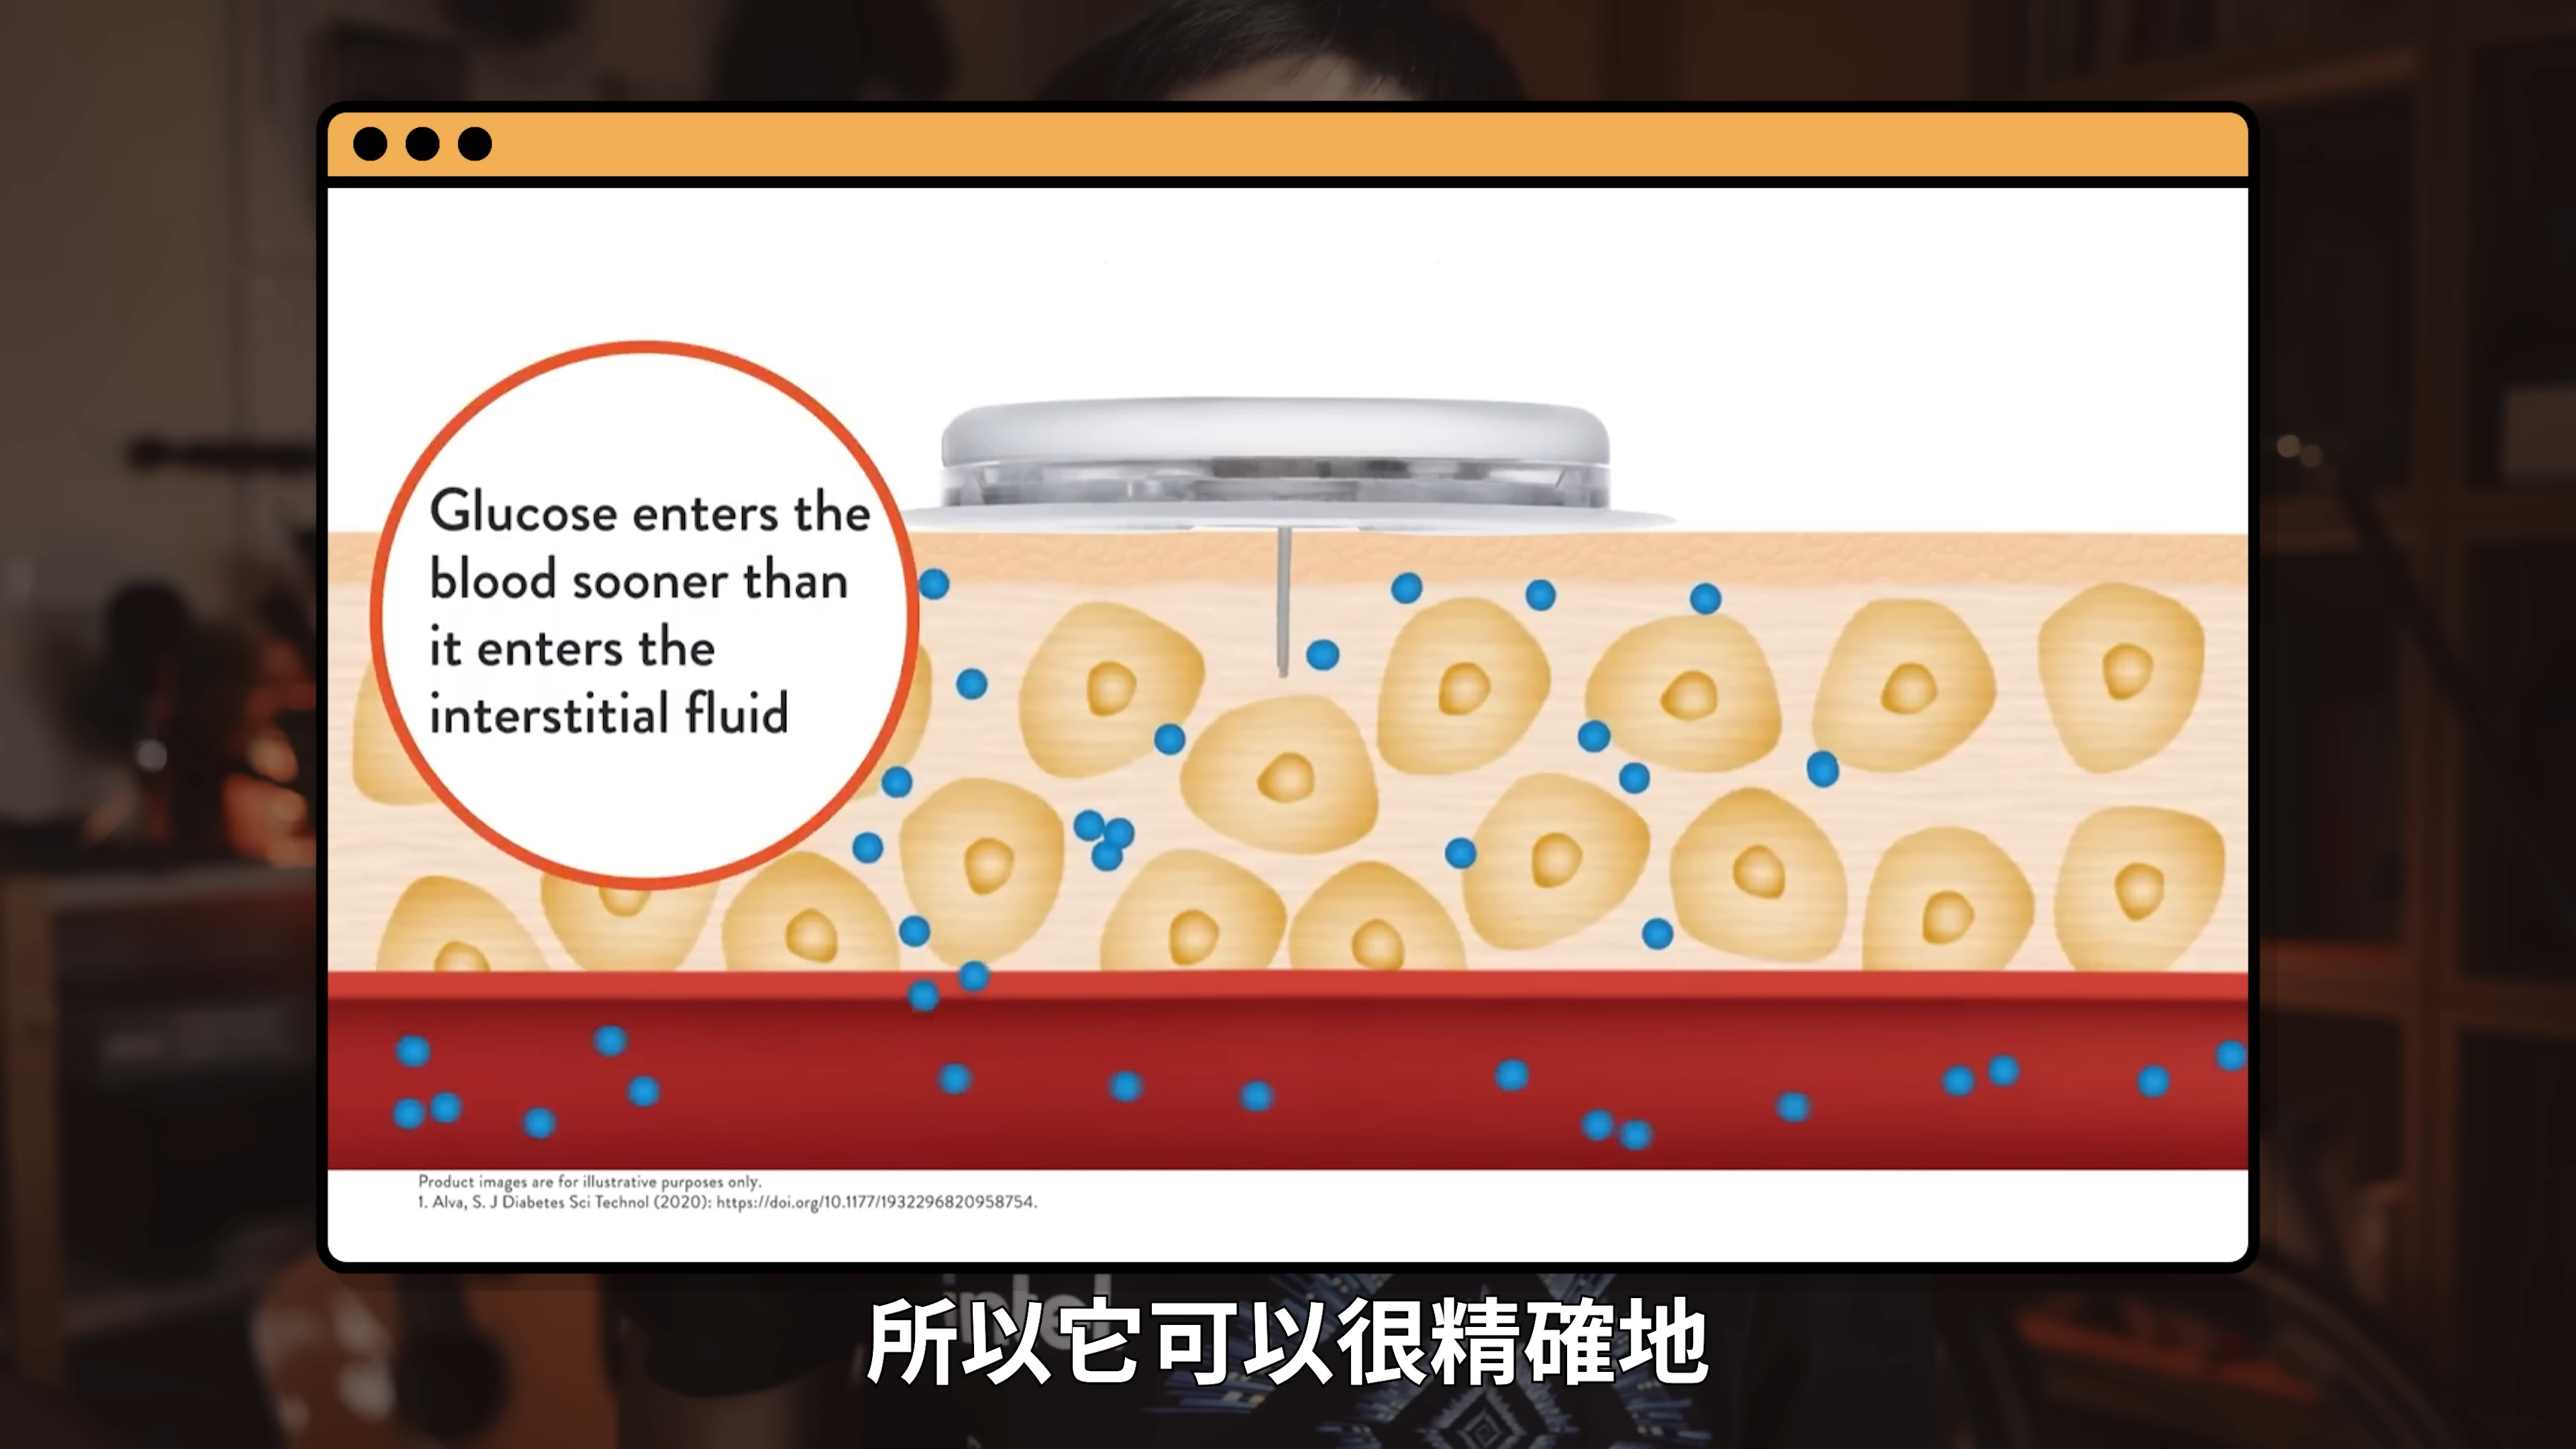 Glucose enters the
blood sooner than
it enters the
interstitial fluid
Product images are for illustrative purposes only.
1. Alva, S. J Diabetes Sci Technol (2020): https://doi.org/10.1177/1932296820958754.
intel
所以它可以很精確地